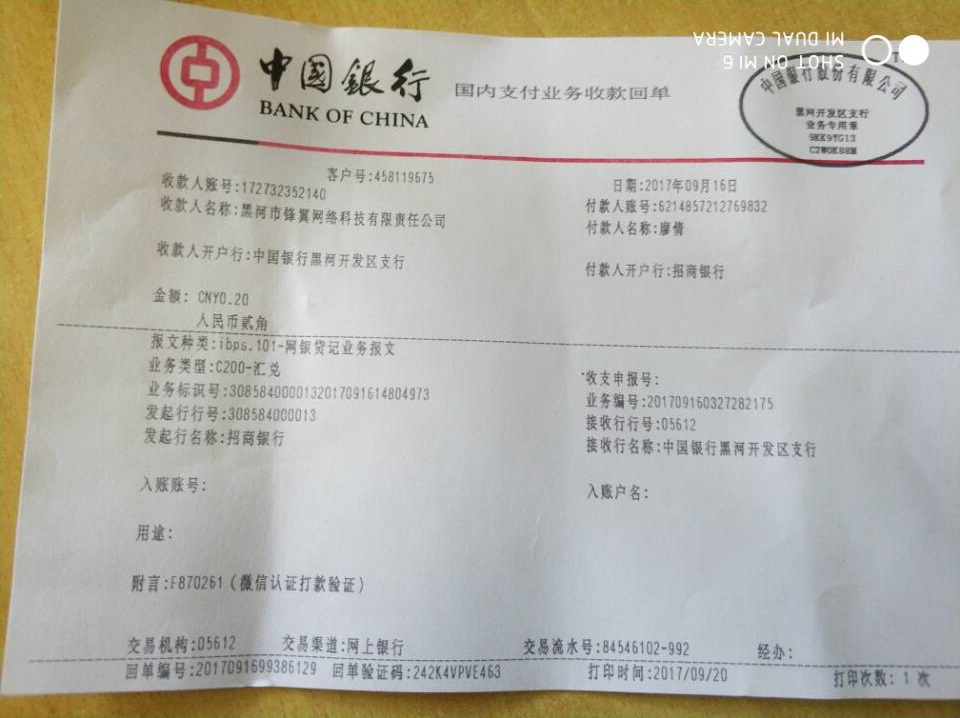 SHOT ON MI 6
MI DUAL CAMERA
中国銀行
BANK OF CHINA
国内支付业务收款回单
中国银行股份有限公司
黑河开发区支行
业务专用章
9KK9YG13
C2WOK88M
客户号:458119675
日期:2017年09月16日
收款人账号:172732352140
付款人账号:6214857212769832
收款人名称:黑河市锋翼网络科技有限责任公司
付款人名称:廖倩
收款人开户行:中国银行黑河开发区支行
付款人开户行:招商银行
金额: CNY0.20
人民币贰角
报文种类:ibps.101-网银贷记业务报文
业务类型:C200-汇兑
收支申报号:
业务标识号:3085840000132017091614804973
业务编号:201709160327282175
发起行行号:308584000013
接收行行号:05612
发起行名称:招商银行
接收行名称:中国银行黑河开发区支行
入账账号:
入账户名:
用途:
附言:F870261(微信认证打款验证)
交易机构:05612
交易渠道:网上银行
交易流水号:84546102-992
经办:
回单编号:2017091699386129
回单验证码:242K4VPVE463
打印时间:2017/09/20
打印次数: 1 次